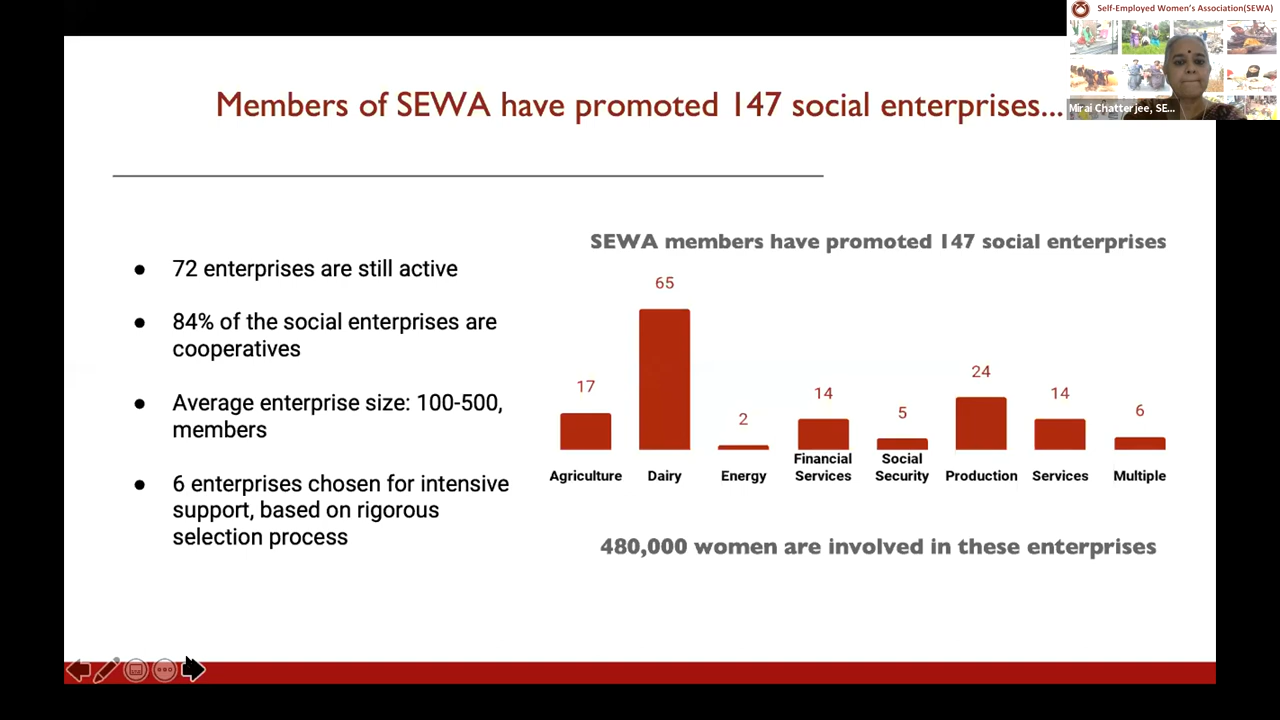 Self-Employed Women's Association(SEWA)
Mirai Chatterjee, SE...
Members of SEWA have promoted 147 social enterprises...
● 72 enterprises are still active
● 84% of the social enterprises are
cooperatives
● Average enterprise size: 100-500,
members
● 6 enterprises chosen for intensive
support, based on rigorous
selection process
SEWA members have promoted 147 social enterprises
17
65
2
14
5
24
14
6
Agriculture
Dairy
Energy
Financial
Services
Social
Security
Production
Services
Multiple
480,000 women are involved in these enterprises